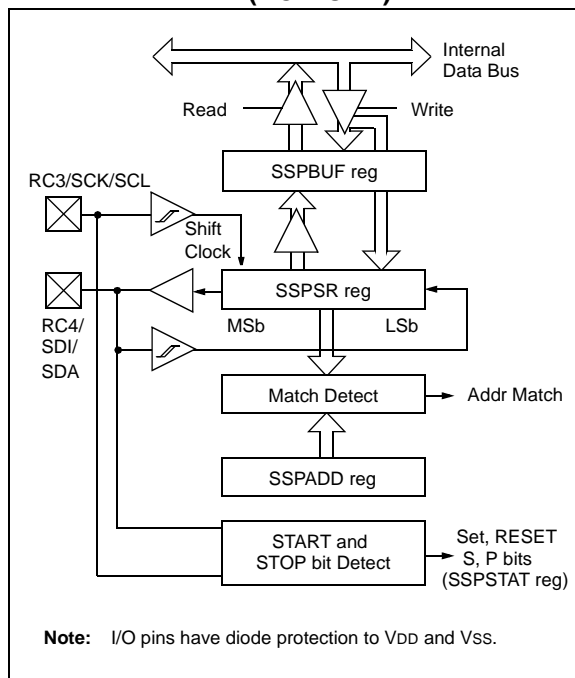 Internal
Data Bus
Read
Write
SSPBUF reg
RC3/SCK/SCL
Shift
Clock
SSPSR reg
MSb
LSb
RC4/
SDI/
SDA
Match Detect
Addr Match
SSPADD reg
START and
STOP bit Detect
Set, RESET
S, P bits
(SSPSTAT reg)
Note: I/O pins have diode protection to VDD and VSS.